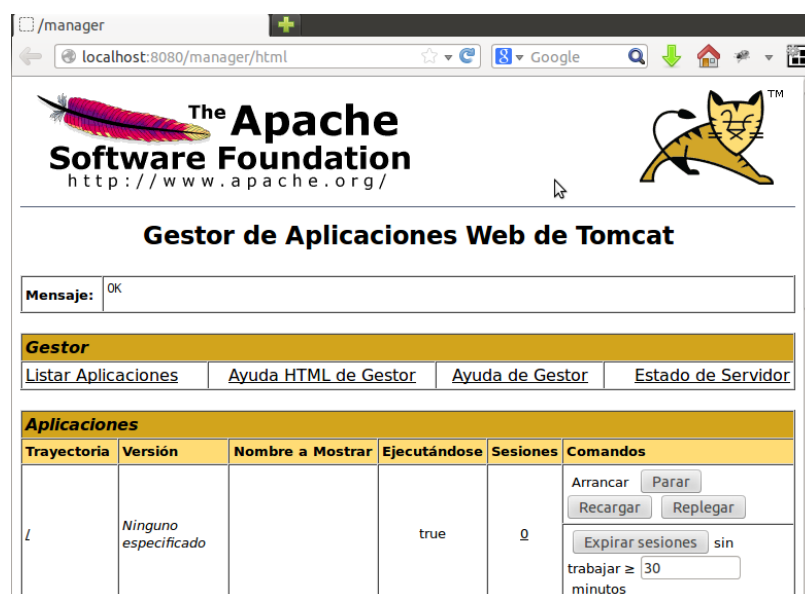 /manager
localhost:8080/manager/html
Google
The Apache
Software Foundation
http://www.apache.org/
TM
Gestor de Aplicaciones Web de Tomcat
Mensaje: OK
Gestor
Listar Aplicaciones Ayuda HTML de Gestor Ayuda de Gestor Estado de Servidor
Aplicaciones
Trayectoria Versión Nombre a Mostrar Ejecutándose Sesiones Comandos
/ Ninguno especificado true 0
Arrancar Parar
Recargar Replegar
Expirar sesiones sin
trabajar ≥ 30
minutos